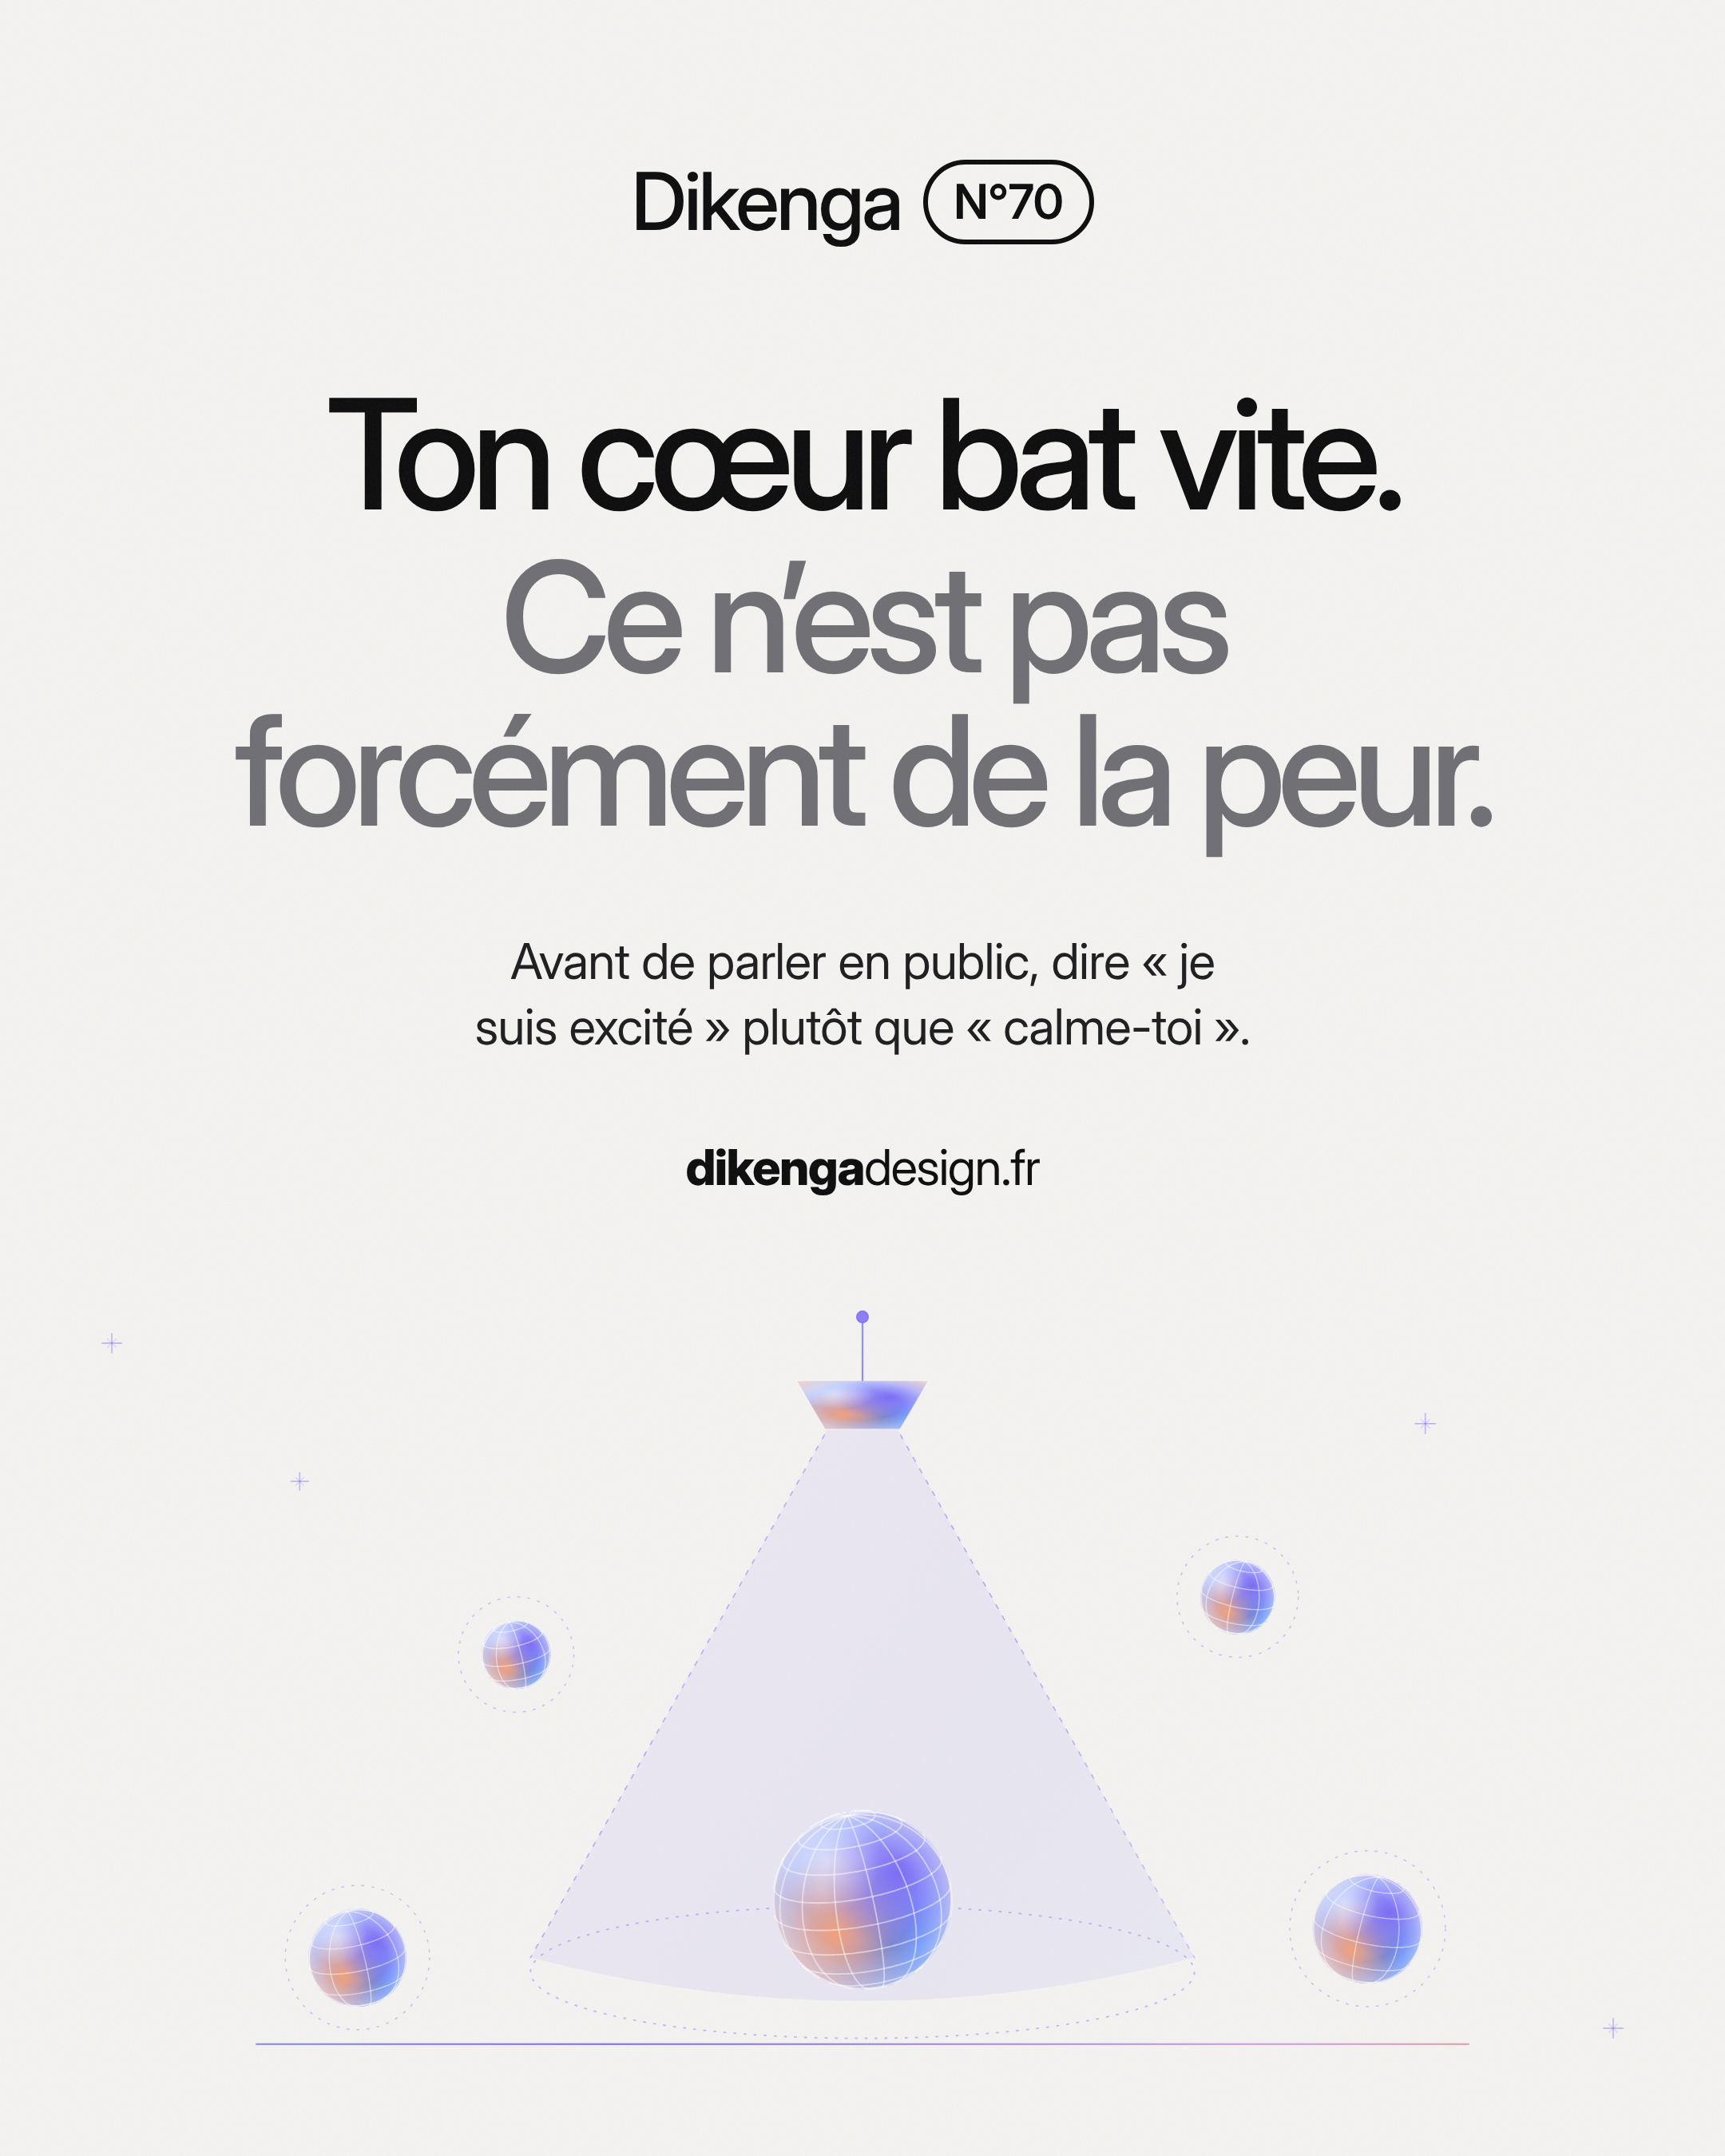 Dikenga N°70
Ton cœur bat vite.
Ce n’est pas
forcément de la peur.
Avant de parler en public, dire « je
suis excité » plutôt que « calme-toi ».
dikengadesign.fr